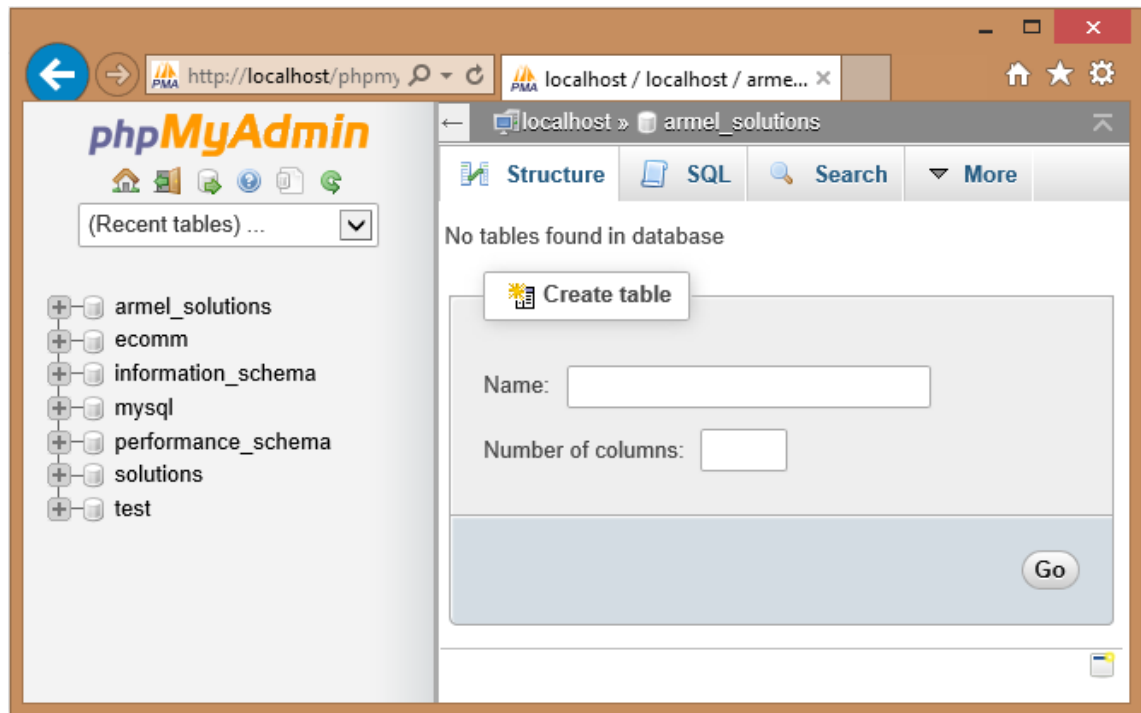 http://localhost/phpmy
PMA localhost / localhost / arme...
phpMyAdmin
(Recent tables) ...
armel_solutions
ecomm
information_schema
mysql
performance_schema
solutions
test
localhost » armel_solutions
Structure SQL Search More
No tables found in database
Create table
Name:
Number of columns:
Go